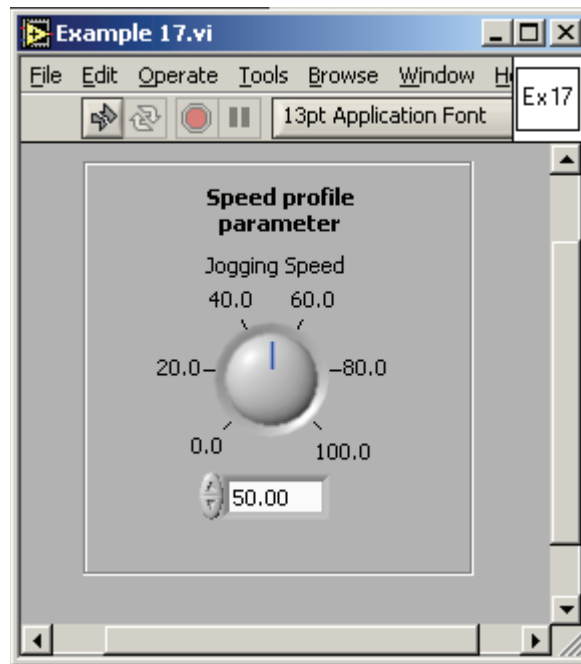 Example 17.vi
File Edit Operate Tools Browse Window H
13pt Application Font
Ex17
Speed profile
parameter
Jogging Speed
40.0 60.0
20.0 80.0
0.0 100.0
50.00